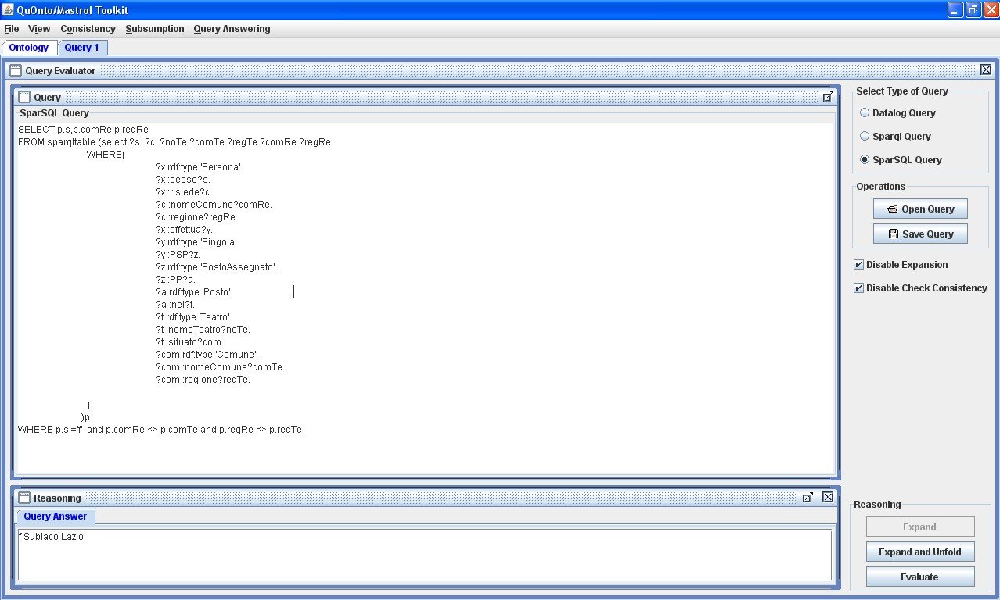 QuOnto/MastroI Toolkit
File View Consistency Subsumption Query Answering
Ontology Query 1
Query Evaluator
Query
SparSQL Query
SELECT p.s,p.comRe,p.regRe
FROM sparqltable (select ?s ?c ?noTe ?comTe ?regTe ?comRe ?regRe
WHERE{
?x rdf:type 'Persona'.
?x :sesso?s.
?x :risiede?c.
?c :nomeComune?comRe.
?c :regione?regRe.
?x :effettua?y.
?y rdf:type 'Singola'.
?y :PSP?z.
?z rdf:type 'PostoAssegnato'.
?z :PP?a.
?a rdf:type 'Posto'.
?a :nel?t.
?t rdf:type 'Teatro'.
?t :nomeTeatro?noTe.
?t :situato?com.
?com rdf:type 'Comune'.
?com :nomeComune?comTe.
?com :regione?regTe.
}
)p
WHERE p.s ='f' and p.comRe <> p.comTe and p.regRe <> p.regTe
Reasoning
Query Answer
f Subiaco Lazio
Select Type of Query
Datalog Query
Sparql Query
SparSQL Query
Operations
Open Query
Save Query
Disable Expansion
Disable Check Consistency
Reasoning
Expand
Expand and Unfold
Evaluate